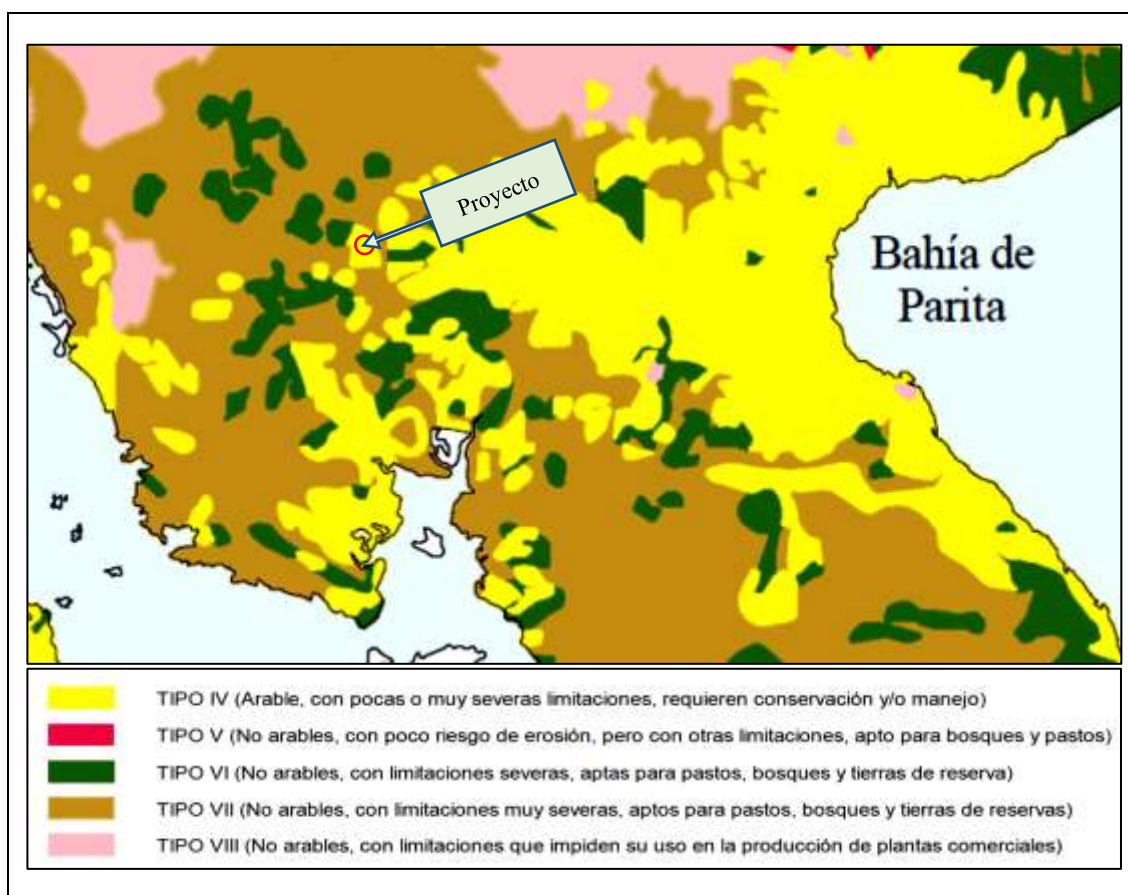 Proyecto
Bahía de
Parita
TIPO IV (Arable, con pocas o muy severas limitaciones, requieren conservación y/o manejo)
TIPO V (No arables, con poco riesgo de erosión, pero con otras limitaciones, apto para bosques y pastos)
TIPO VI (No arables, con limitaciones severas, aptas para pastos, bosques y tierras de reserva)
TIPO VII (No arables, con limitaciones muy severas, aptos para pastos, bosques y tierras de reservas)
TIPO VIII (No arables, con limitaciones que impiden su uso en la producción de plantas comerciales)